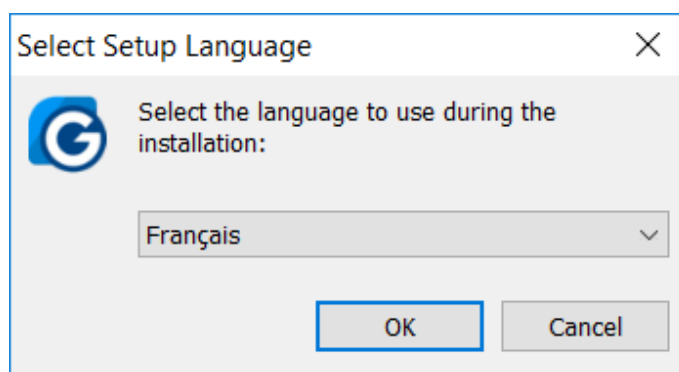 Select Setup Language
Select the language to use during the
installation:
Français
OK
Cancel